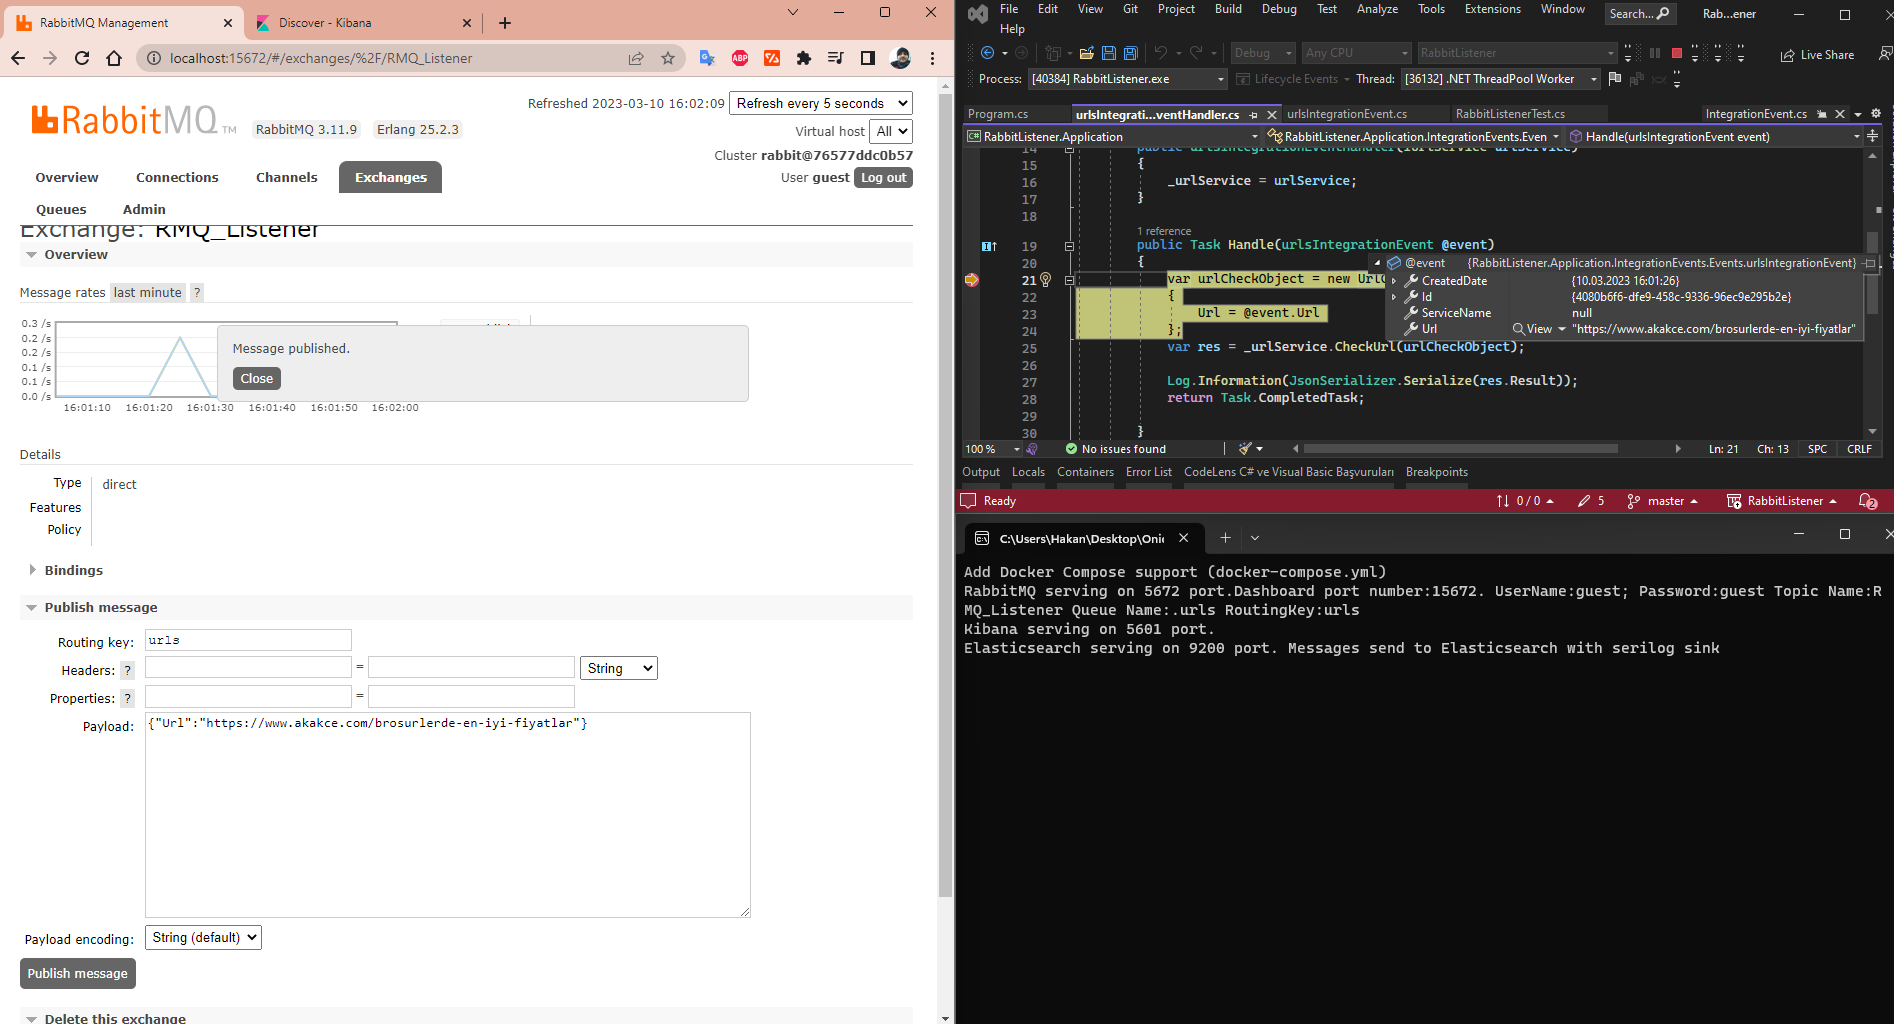 RabbitMQ Management
Discover - Kibana
localhost:15672/#/exchanges/%2F/RMQ_Listener
ABP
RabbitMQ TM
RabbitMQ 3.11.9
Erlang 25.2.3
Refreshed 2023-03-10 16:02:09
Refresh every 5 seconds
Virtual host
All
Cluster rabbit@76577ddc0b57
User guest
Log out
Overview
Connections
Channels
Exchanges
Queues
Admin
Exchange: RMQ_Listener
Overview
Message rates last minute ?
0.3 /s
0.2 /s
0.2 /s
0.1 /s
0.1 /s
0.0 /s
16:01:10 16:01:20 16:01:30 16:01:40 16:01:50 16:02:00
Message published.
Close
Details
Type direct
Features
Policy
Bindings
Publish message
Routing key: urls
Headers: ? = String
Properties: ? =
Payload: {"Url":"https://www.akakce.com/brosurlerde-en-iyi-fiyatlar"}
Payload encoding: String (default)
Publish message
Delete this exchange
File Edit View Git Project Build Debug Test Analyze Tools Extensions Window
Help
Search...
Rab...ener
Debug Any CPU RabbitListener
Live Share
Process: [40384] RabbitListener.exe Lifecycle Events Thread: [36132] .NET ThreadPool Worker
Program.cs urlsIntegrati...ventHandler.cs urlsIntegrationEvent.cs RabbitListenerTest.cs IntegrationEvent.cs
RabbitListener.Application RabbitListener.Application.IntegrationEvents.Even Handle(urlsIntegrationEvent event)
14 public urlsIntegrationEventHandler(IUrlService urlService)
15 {
16 _urlService = urlService;
17 }
18
1 reference
19 public Task Handle(urlsIntegrationEvent @event)
20 {
21 var urlCheckObject = new UrlC
22 {
23 Url = @event.Url
24 };
25 var res = _urlService.CheckUrl(urlCheckObject);
26
27 Log.Information(JsonSerializer.Serialize(res.Result));
28 return Task.CompletedTask;
29
30 }
@event {RabbitListener.Application.IntegrationEvents.Events.urlsIntegrationEvent}
CreatedDate {10.03.2023 16:01:26}
Id {4080b6f6-dfe9-458c-9336-96ec9e295b2e}
ServiceName null
Url View "https://www.akakce.com/brosurlerde-en-iyi-fiyatlar"
100 % No issues found Ln: 21 Ch: 13 SPC CRLF
Output Locals Containers Error List CodeLens C# ve Visual Basic Başvuruları Breakpoints
Ready 0 / 0 5 master RabbitListener 2
C:\Users\Hakan\Desktop\Oni
Add Docker Compose support (docker-compose.yml)
RabbitMQ serving on 5672 port.Dashboard port number:15672. UserName:guest; Password:guest Topic Name:R
MQ_Listener Queue Name:.urls RoutingKey:urls
Kibana serving on 5601 port.
Elasticsearch serving on 9200 port. Messages send to Elasticsearch with serilog sink